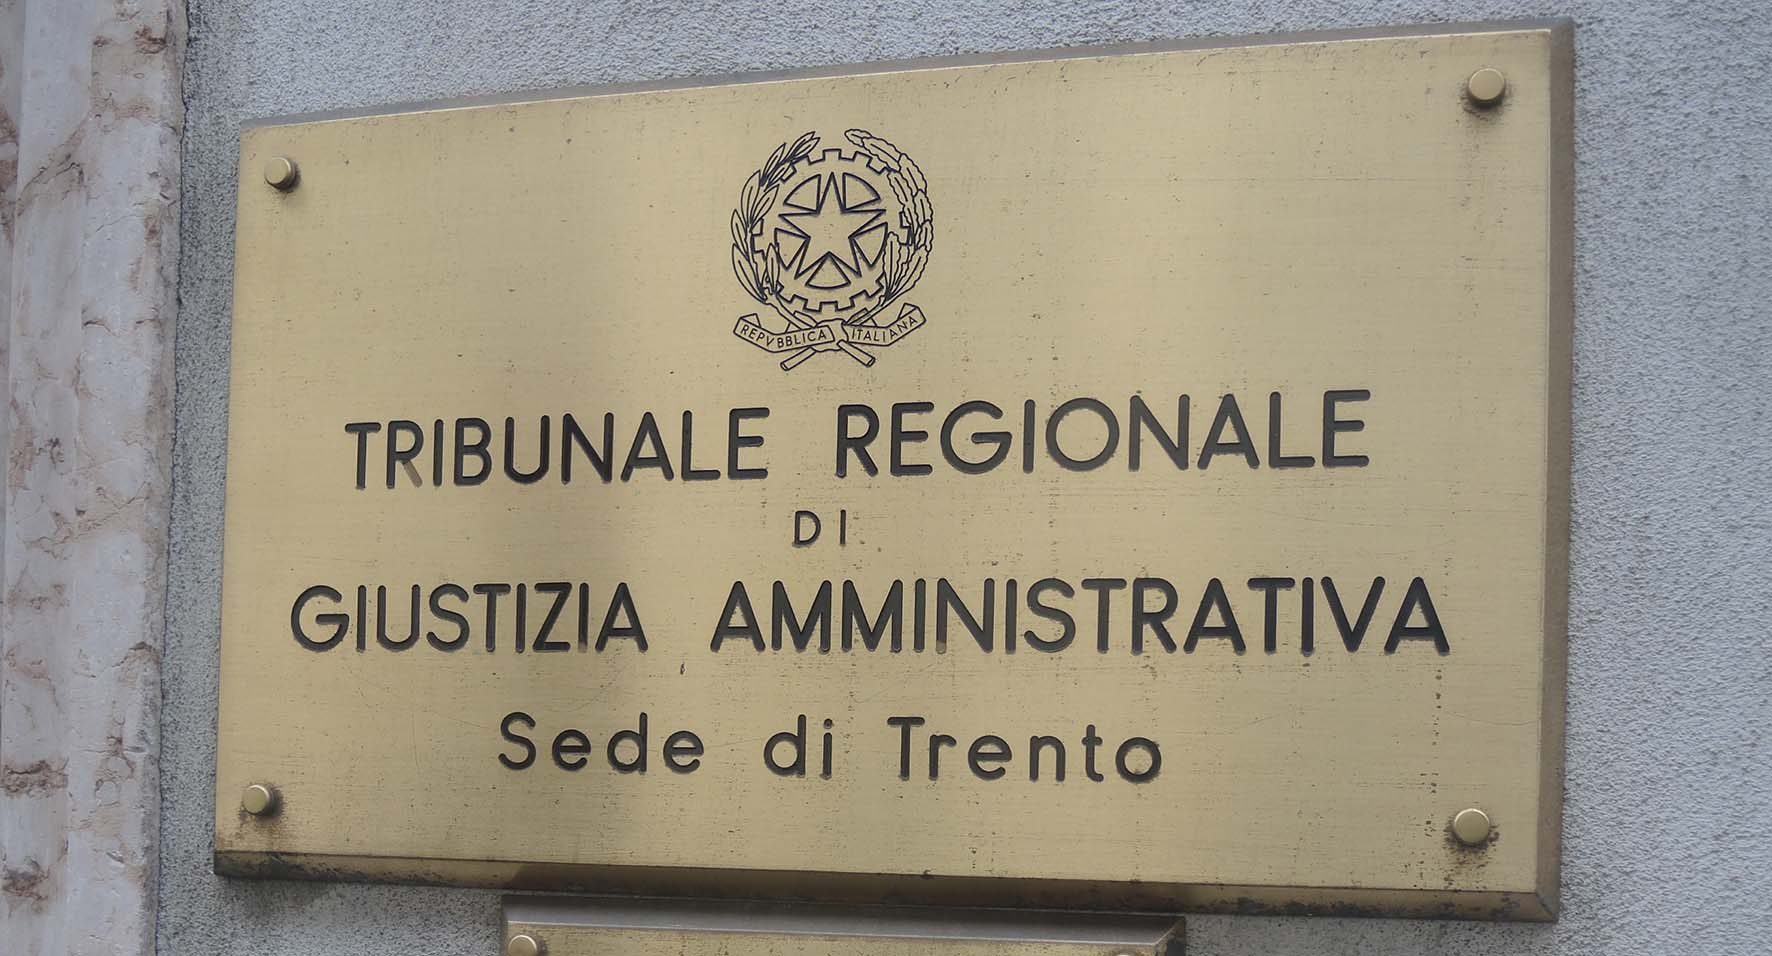 REPVBBLICA ITALIANA
TRIBUNALE REGIONALE
DI
GIUSTIZIA AMMINISTRATIVA
Sede di Trento